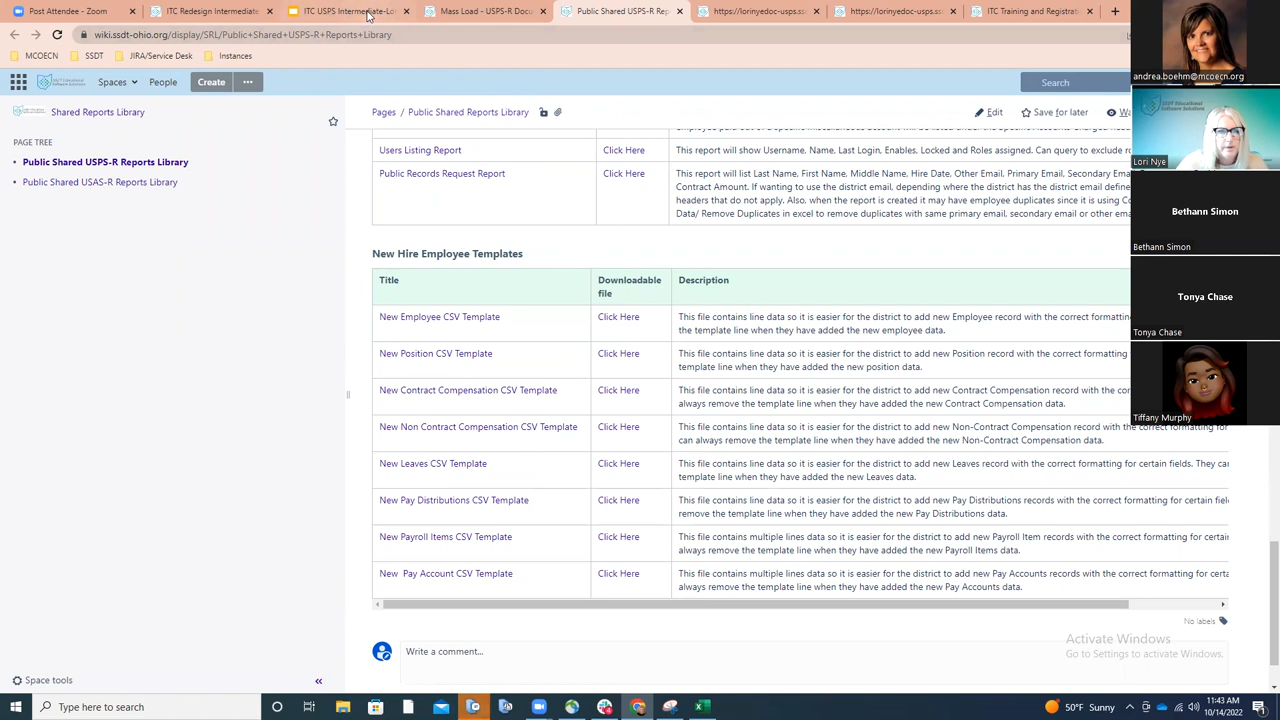 Post Attendee - Zoom
ITC Redesign Intermediate
ITC USPS Intermediate-Lo
Mass Load - USPS-R Docu
Public Shared USPS-R Rep
https://lorinyedoc-usps.ss
https://lorinyedoc-usps.ss
ITC Training and Registrati
wiki.ssdt-ohio.org/display/SRL/Public+Shared+USPS-R+Reports+Library
MCOECN
SSDT
JIRA/Service Desk
Instances
Spaces
People
Create
Search
Shared Reports Library
PAGE TREE
Public Shared USPS-R Reports Library
Public Shared USAS-R Reports Library
Pages / Public Shared Reports Library
Edit
Save for later
Wa
Users Listing Report
Click Here
This report will show Username, Name, Last Login, Enables, Locked and Roles assigned. Can query to exclude ro
Public Records Request Report
Click Here
This report will list Last Name, First Name, Middle Name, Hire Date, Other Email, Primary Email, Secondary Em
Contract Amount. If wanting to use the district email, depending where the district has the district email define
headers that do not apply. Also, when the report is created it may have employee duplicates since it is using Co
Data/ Remove Duplicates in excel to remove duplicates with same primary email, secondary email or other ema
New Hire Employee Templates
Title
Downloadable
file
Description
New Employee CSV Template
Click Here
This file contains line data so it is easier for the district to add new Employee record with the correct formatting
the template line when they have added the new employee data.
New Position CSV Template
Click Here
This file contains line data so it is easier for the district to add new Position record with the correct formatting
template line when they have added the new position data.
New Contract Compensation CSV Template
Click Here
This file contains line data so it is easier for the district to add new Contract Compensation record with the cor
always remove the template line when they have added the new Contract Compensation data.
New Non Contract Compensation CSV Template
Click Here
This file contains line data so it is easier for the district to add new Non-Contract Compensation record with the correct formatting for
can always remove the template line when they have added the new Non-Contract Compensation data.
New Leaves CSV Template
Click Here
This file contains line data so it is easier for the district to add new Leaves record with the correct formatting for certain fields. They can
template line when they have added the new Leaves data.
New Pay Distributions CSV Template
Click Here
This file contains line data so it is easier for the district to add new Pay Distributions records with the correct formatting for certain fiel
remove the template line when they have added the new Pay Distributions data.
New Payroll Items CSV Template
Click Here
This file contains multiple lines data so it is easier for the district to add new Payroll Item records with the correct formatting for certai
always remove the template line when they have added the new Payroll Items data.
New Pay Account CSV Template
Click Here
This file contains multiple lines data so it is easier for the district to add new Pay Accounts records with the correct formatting for certa
always remove the template line when they have added the new Pay Accounts data.
No labels
Write a comment...
Activate Windows
Go to Settings to activate Windows.
Space tools
andrea.boehm@mcoecn.org
SSDT Educational
Software Solutions
Lori Nye
Bethann Simon
Bethann Simon
Tonya Chase
Tonya Chase
Tiffany Murphy
Type here to search
50°F Sunny
11:43 AM
10/14/2022